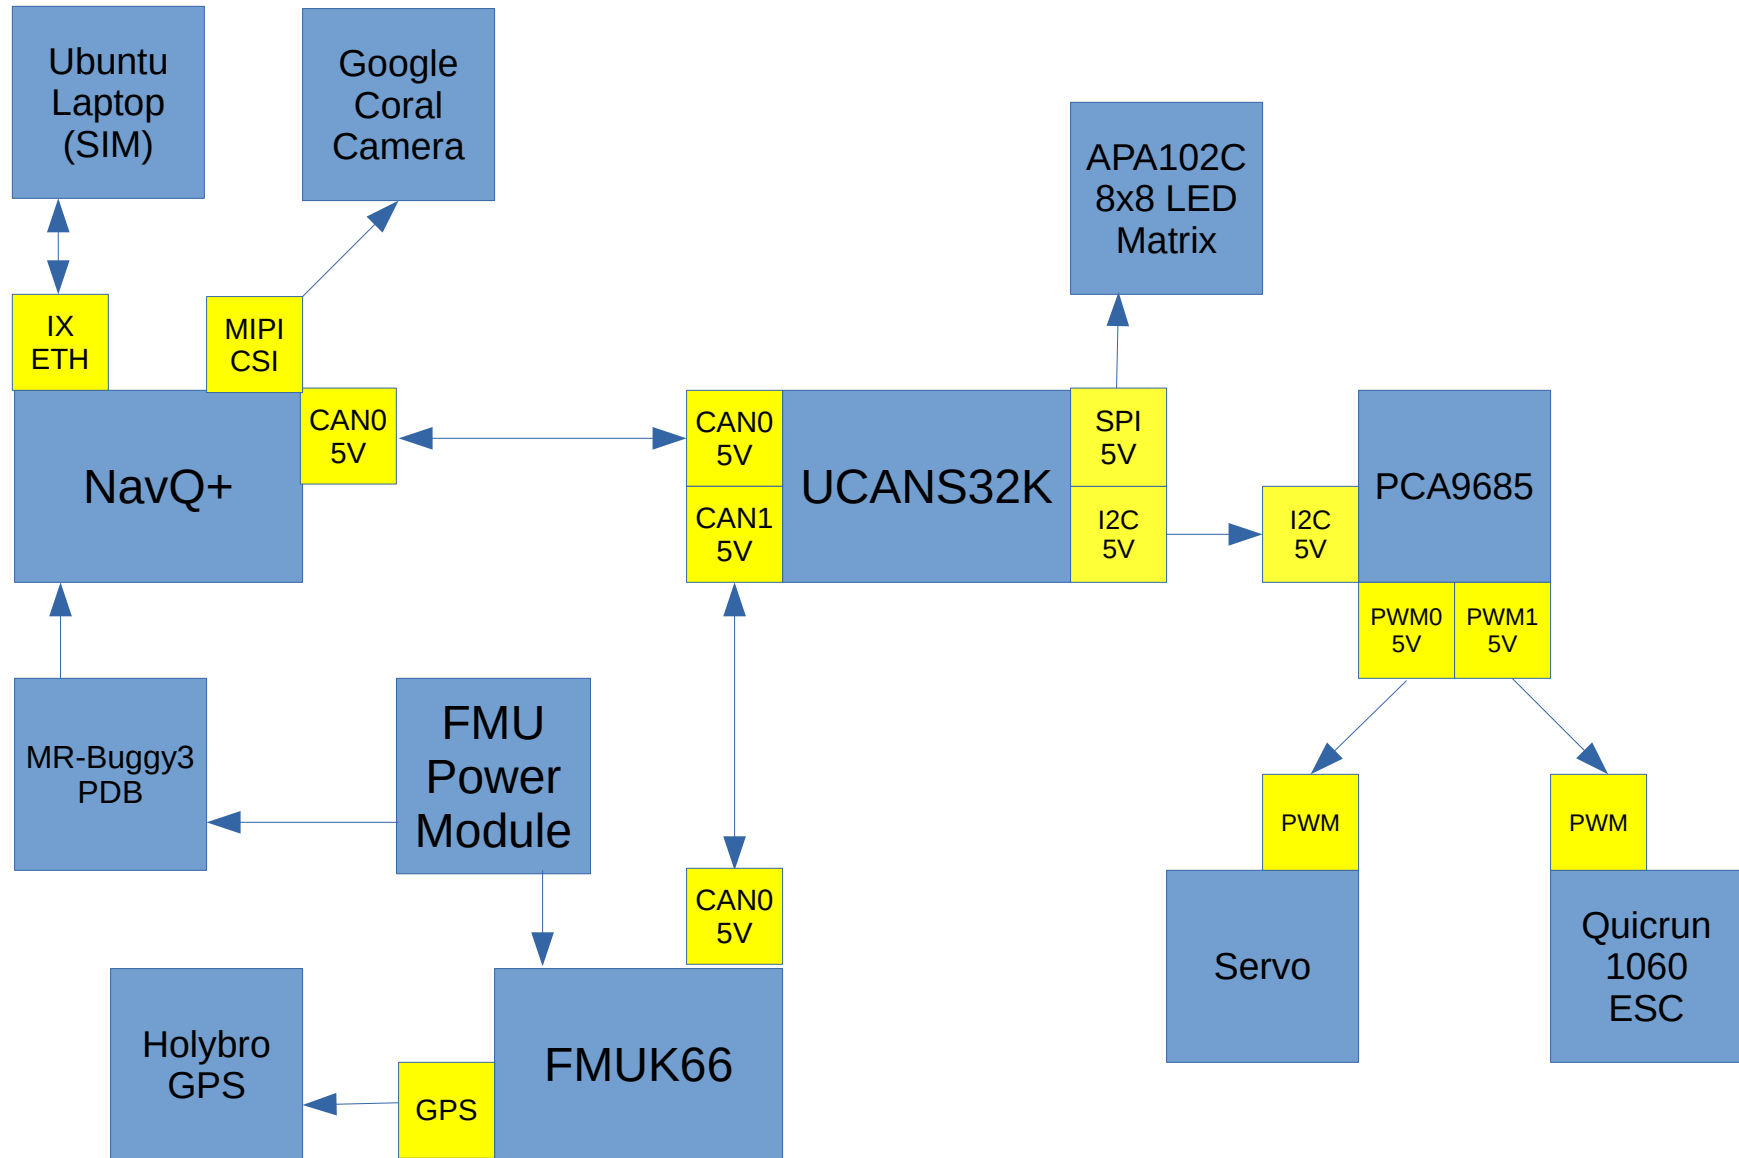 Ubuntu
Laptop
(SIM)
Google
Coral
Camera
APA102C
8x8 LED
Matrix
IX
ETH
MIPI
CSI
CAN0
5V
NavQ+
CAN0
5V
CAN1
5V
UCANS32K
SPI
5V
I2C
5V
I2C
5V
PCA9685
PWM0
5V
PWM1
5V
MR-Buggy3
PDB
FMU
Power
Module
PWM
PWM
CAN0
5V
Servo
Quicrun
1060
ESC
Holybro
GPS
GPS
FMUK66